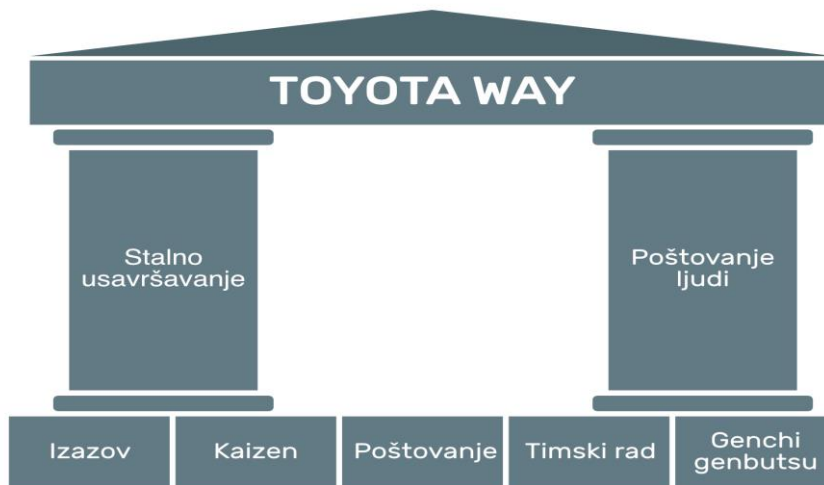 TOYOTA WAY
Stalno
usavršavanje
Poštovanje
ljudi
Izazov
Kaizen
Poštovanje
Timski rad
Genchi
genbutsu